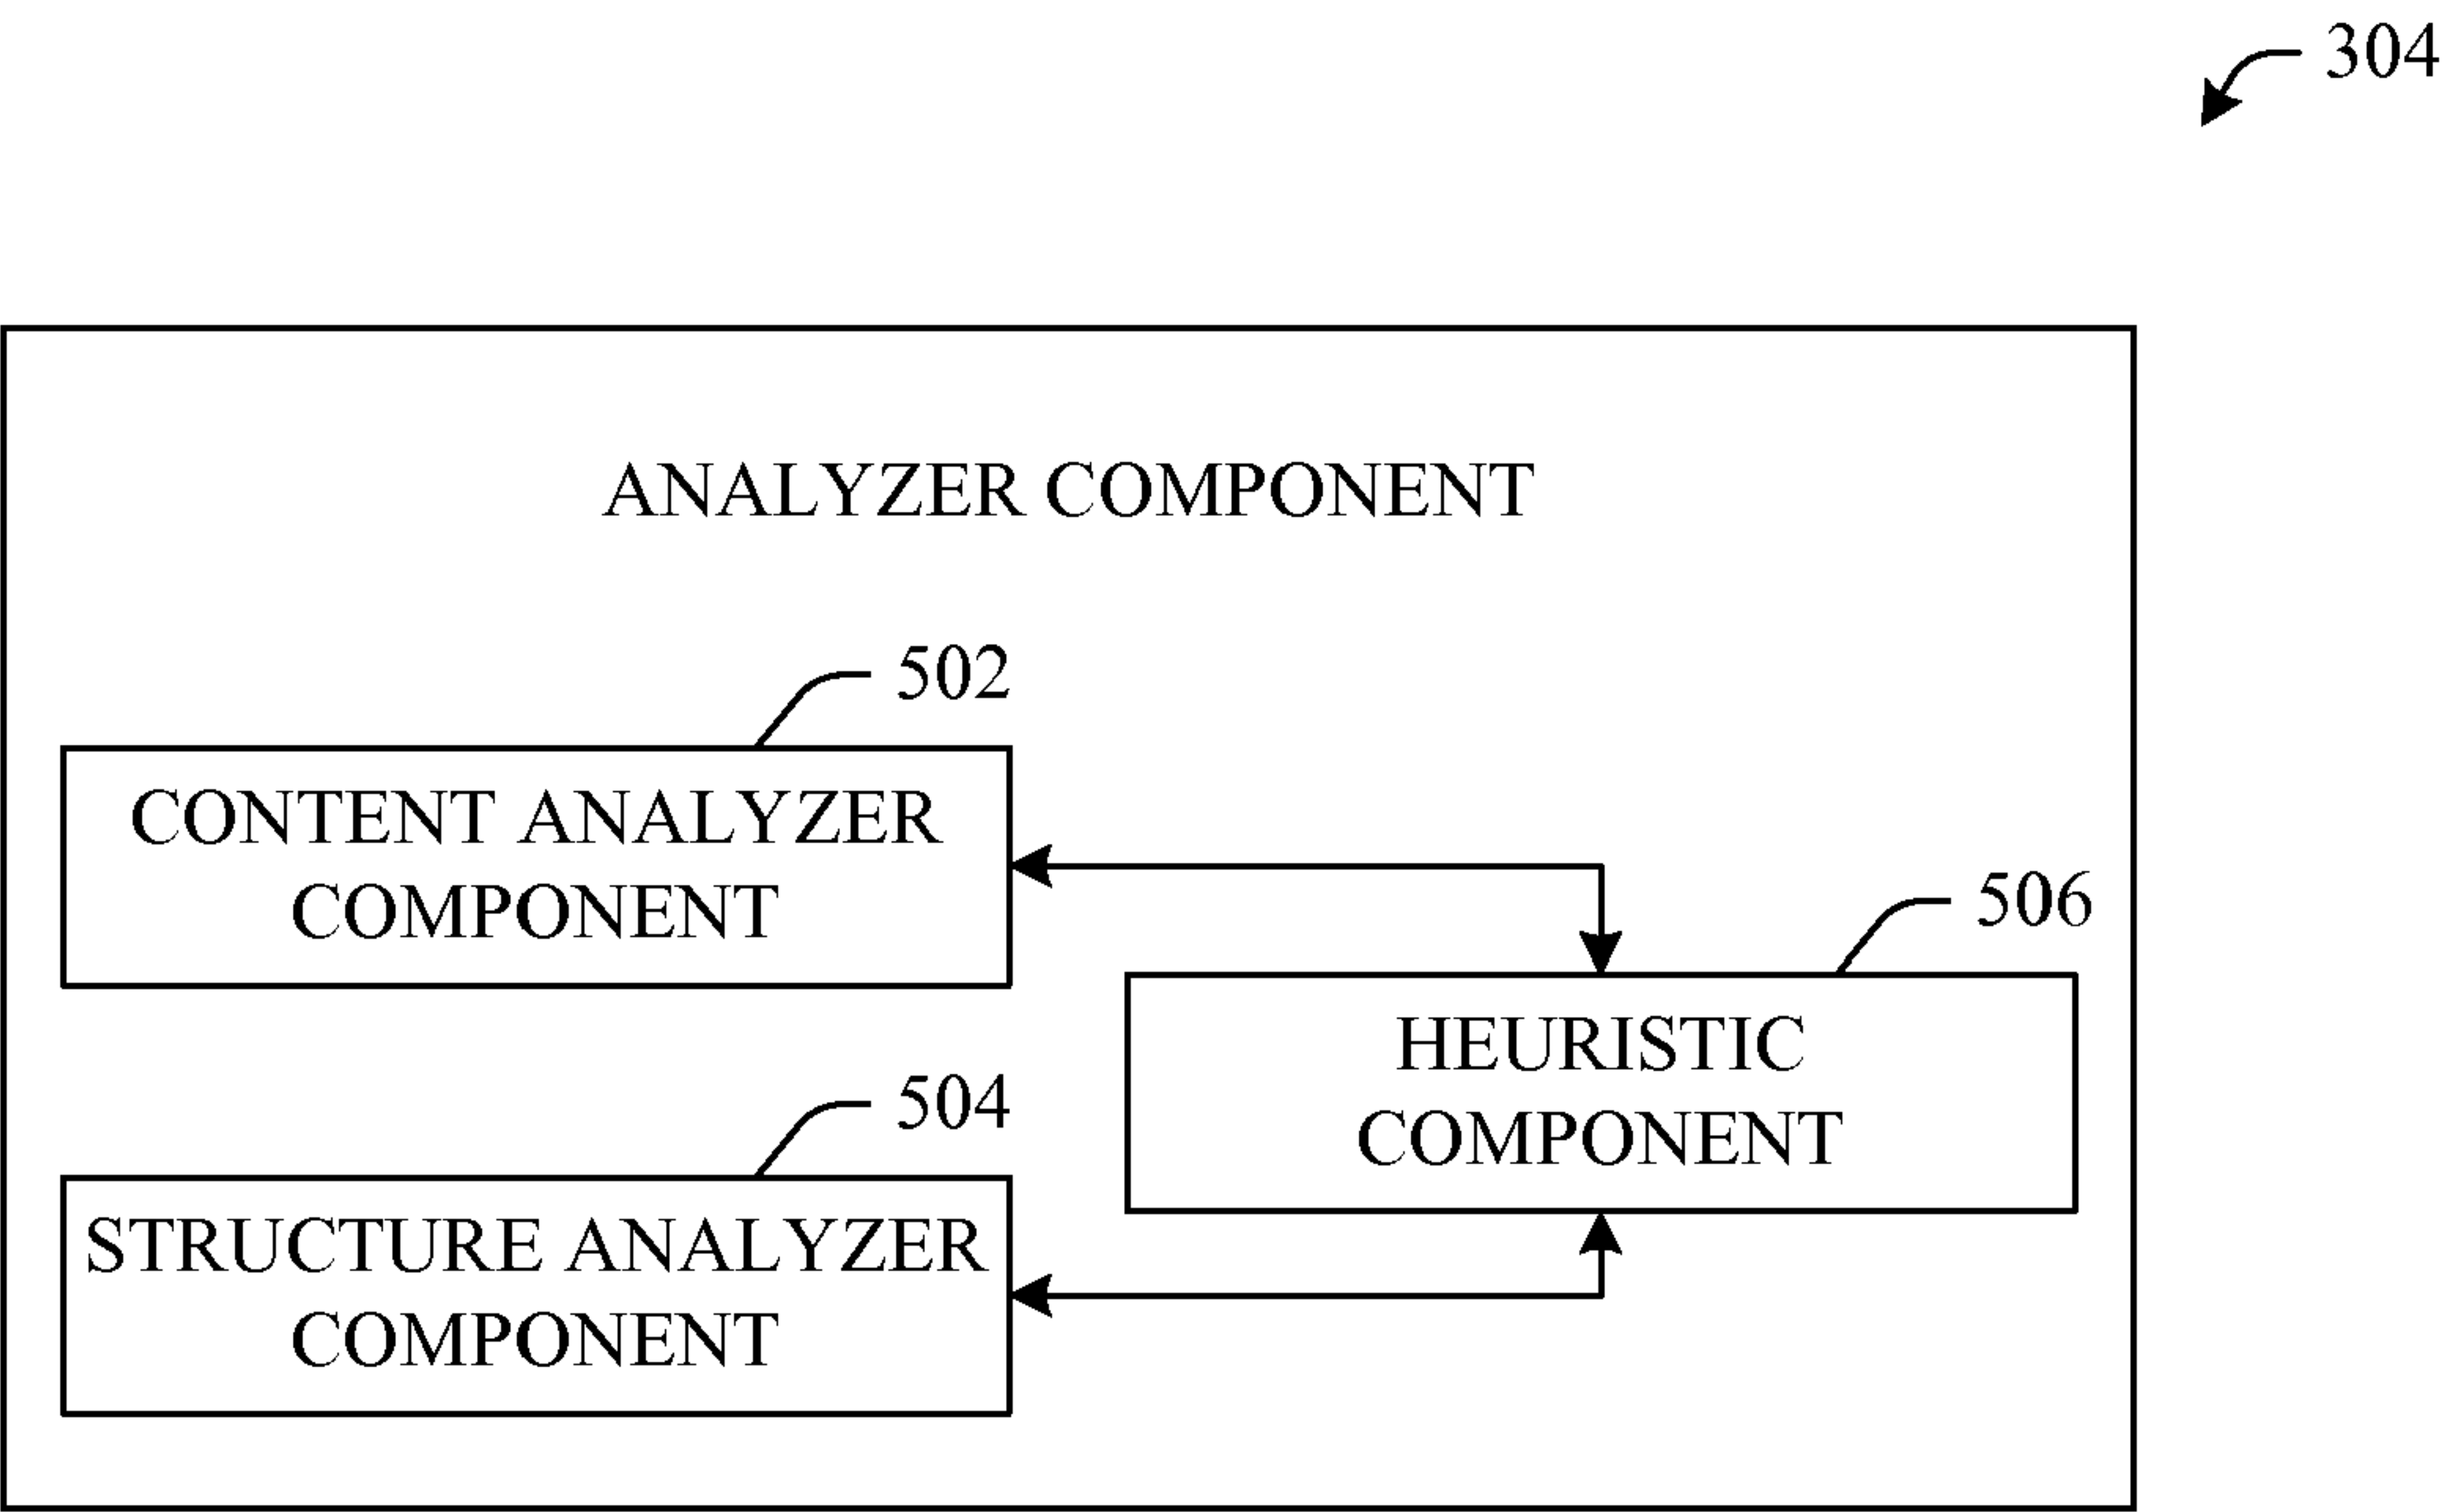 304
ANALYZER COMPONENT
502
CONTENT ANALYZER
COMPONENT
506
HEURISTIC
COMPONENT
504
STRUCTURE ANALYZER
COMPONENT